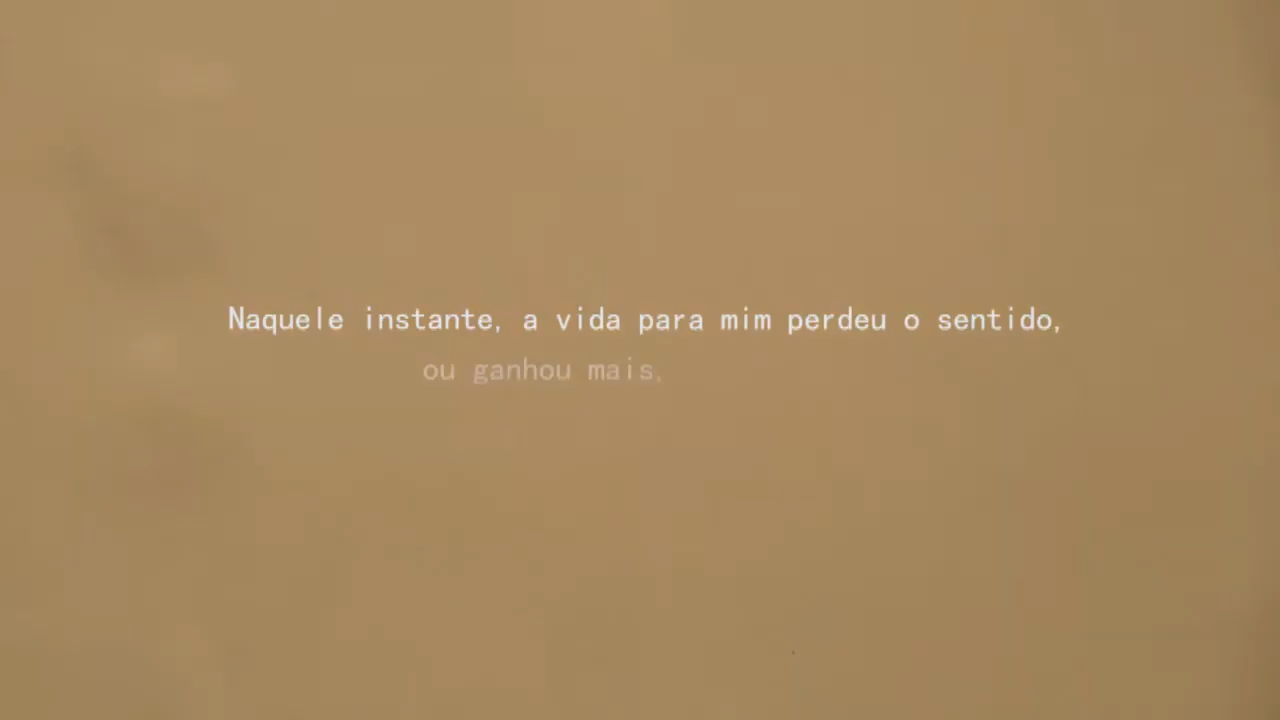 Naquele instante, a vida para mim perdeu o sentido,
ou ganhou mais,